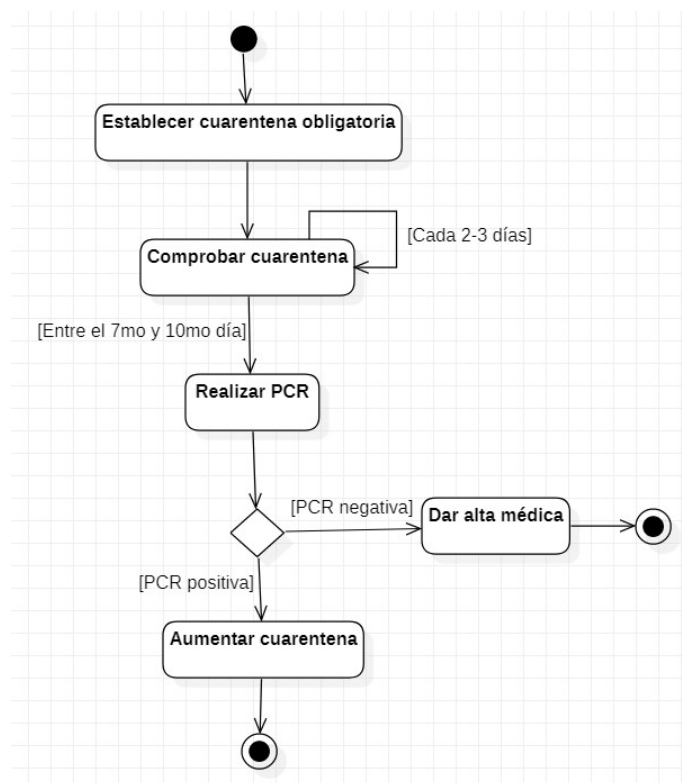 Establecer cuarentena obligatoria
[Cada 2-3 días]
Comprobar cuarentena
[Entre el 7mo y 10mo día]
Realizar PCR
[PCR negativa]
Dar alta médica
[PCR positiva]
Aumentar cuarentena